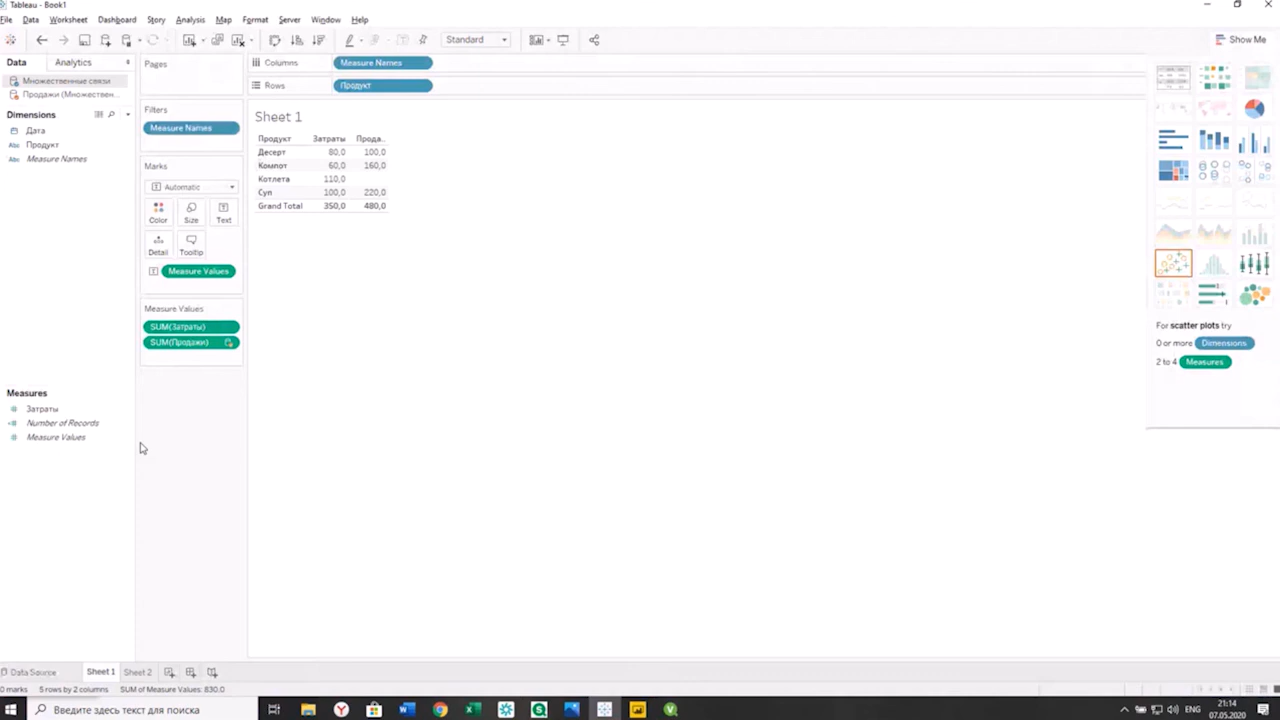 Tableau - Book1
File Data Worksheet Dashboard Story Analysis Map Format Server Window Help
Standard
Show Me
Data Analytics
Pages
Columns Measure Names
Множественные связи
Продажи (Множествен...
Rows Продукт
Dimensions
Filters
Sheet 1
Дата
Measure Names
Abc Продукт
Abc Measure Names
Продукт Затраты Прода..
Десерт 80,0 100,0
Компот 60,0 160,0
Котлета 110,0
Суп 100,0 220,0
Grand Total 350,0 480,0
Marks
Automatic
Color Size Text
Detail Tooltip
Measure Values
Measure Values
SUM(Затраты)
SUM(Продажи)
For scatter plots try
0 or more Dimensions
2 to 4 Measures
Measures
Затраты
Number of Records
Measure Values
Data Source Sheet 1 Sheet 2
0 marks 5 rows by 2 columns SUM of Measure Values: 830.0
Введите здесь текст для поиска
ENG
21:14
07.05.2020